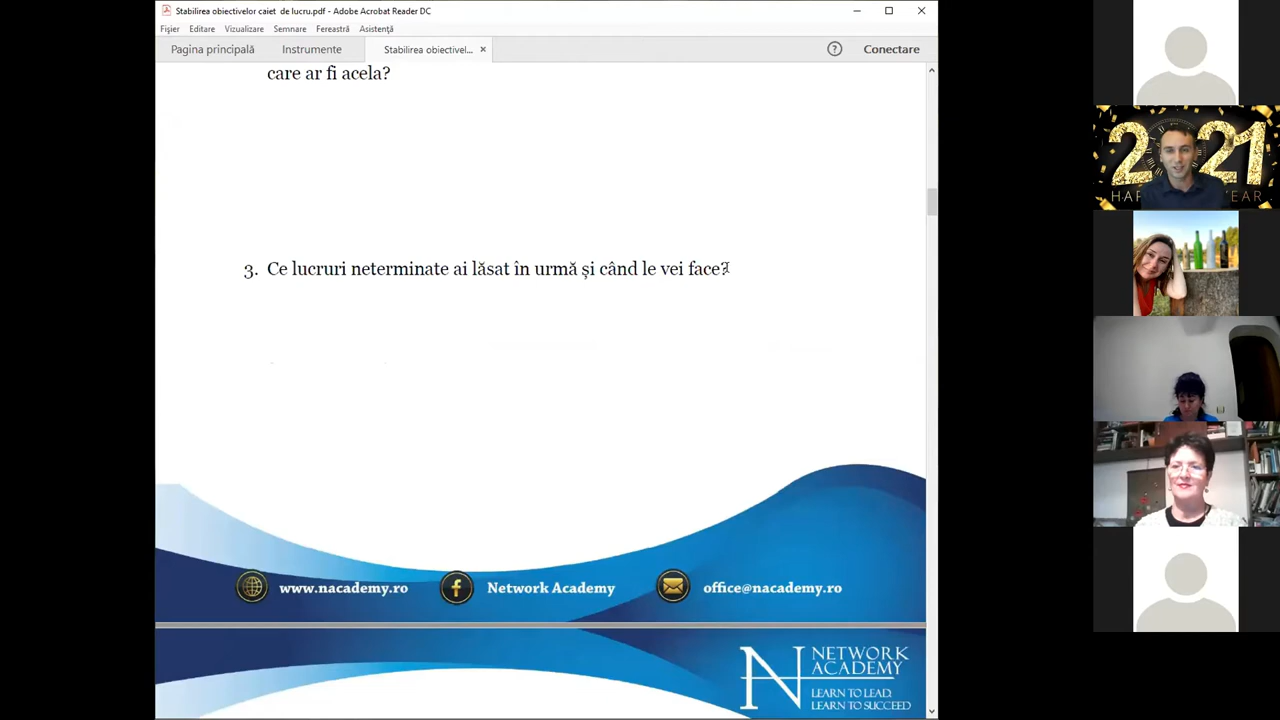 Stabilirea obiectivelor caiet de lucru.pdf - Adobe Acrobat Reader DC
Fișier Editare Vizualizare Semnare Fereastră Asistență
Pagina principală Instrumente Stabilirea obiectivel... Conectare
care ar fi acela?
3. Ce lucruri neterminate ai lăsat în urmă și când le vei face?
www.nacademy.ro Network Academy office@nacademy.ro
NETWORK
ACADEMY
LEARN TO LEAD.
LEARN TO SUCCEED
2021
HA YEAR